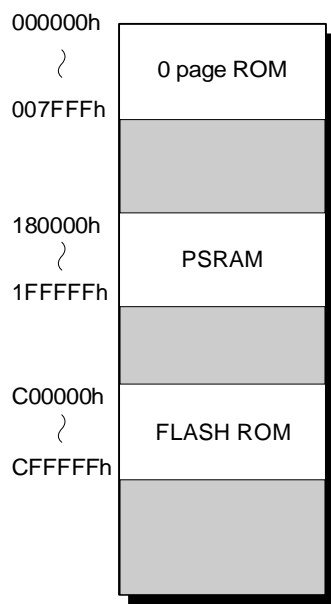 000000h
0 page ROM
007FFFh
180000h
PSRAM
1FFFFFh
C00000h
FLASH ROM
CFFFFFh